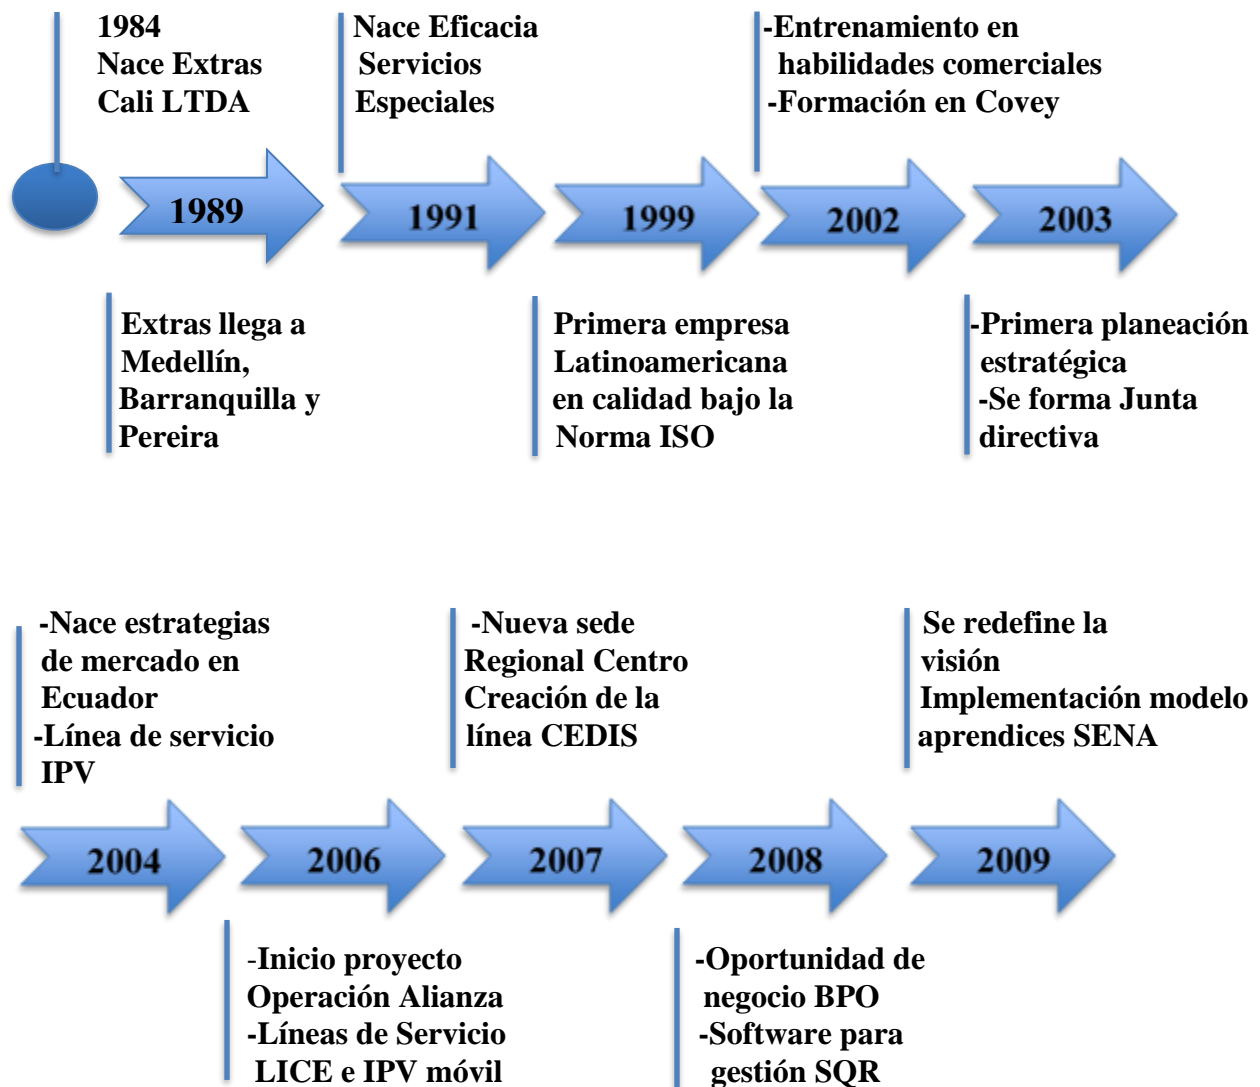 1984
Nace Extras
Cali LTDA
Nace Eficacia
Servicios
Especiales
-Entrenamiento en
habilidades comerciales
-Formación en Covey
1989
1991
1999
2002
2003
Extras llega a
Medellín,
Barranquilla y
Pereira
Primera empresa
Latinoamericana
en calidad bajo la
Norma ISO
-Primera planeación
estratégica
-Se forma Junta
directiva
-Nace estrategias
de mercado en
Ecuador
-Línea de servicio
IPV
-Nueva sede
Regional Centro
Creación de la
línea CEDIS
Se redefine la
visión
Implementación modelo
aprendices SENA
2004
2006
2007
2008
2009
-Inicio proyecto
Operación Alianza
-Líneas de Servicio
LICE e IPV móvil
-Oportunidad de
negocio BPO
-Software para
gestión SQR